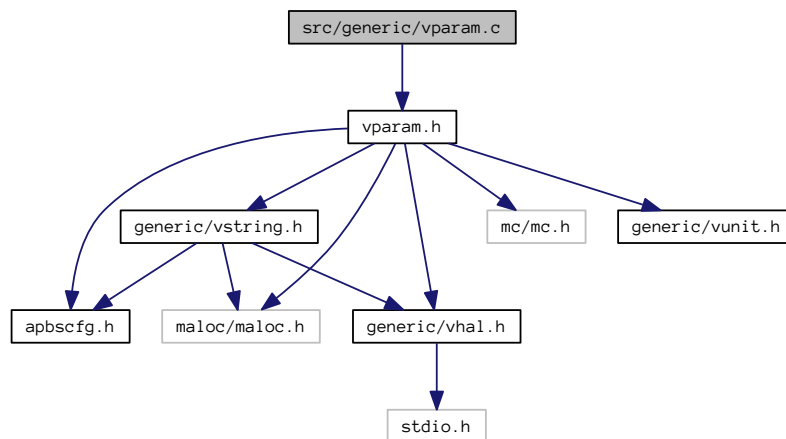 src/generic/vparam.c
vparam.h
generic/vstring.h
mc/mc.h
generic/vunit.h
apbscfg.h
maloc/maloc.h
generic/vhal.h
stdio.h